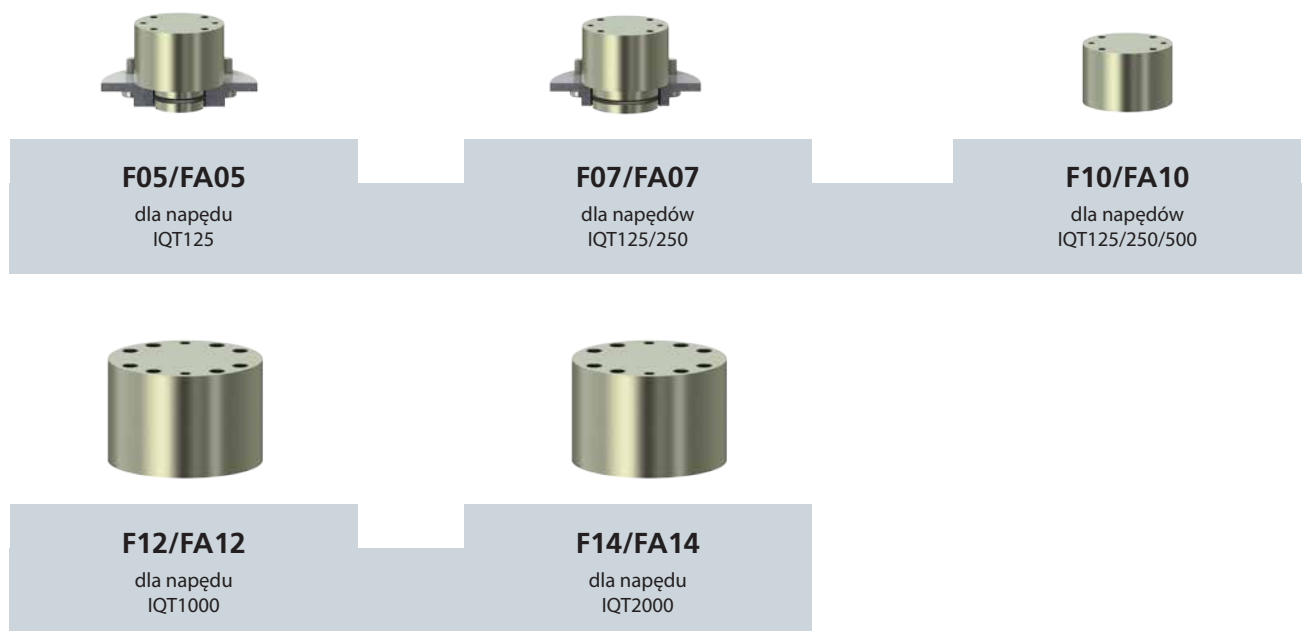 F05/FA05
dla napędu
IQT125
F07/FA07
dla napędów
IQT125/250
F10/FA10
dla napędów
IQT125/250/500
F12/FA12
dla napędu
IQT1000
F14/FA14
dla napędu
IQT2000